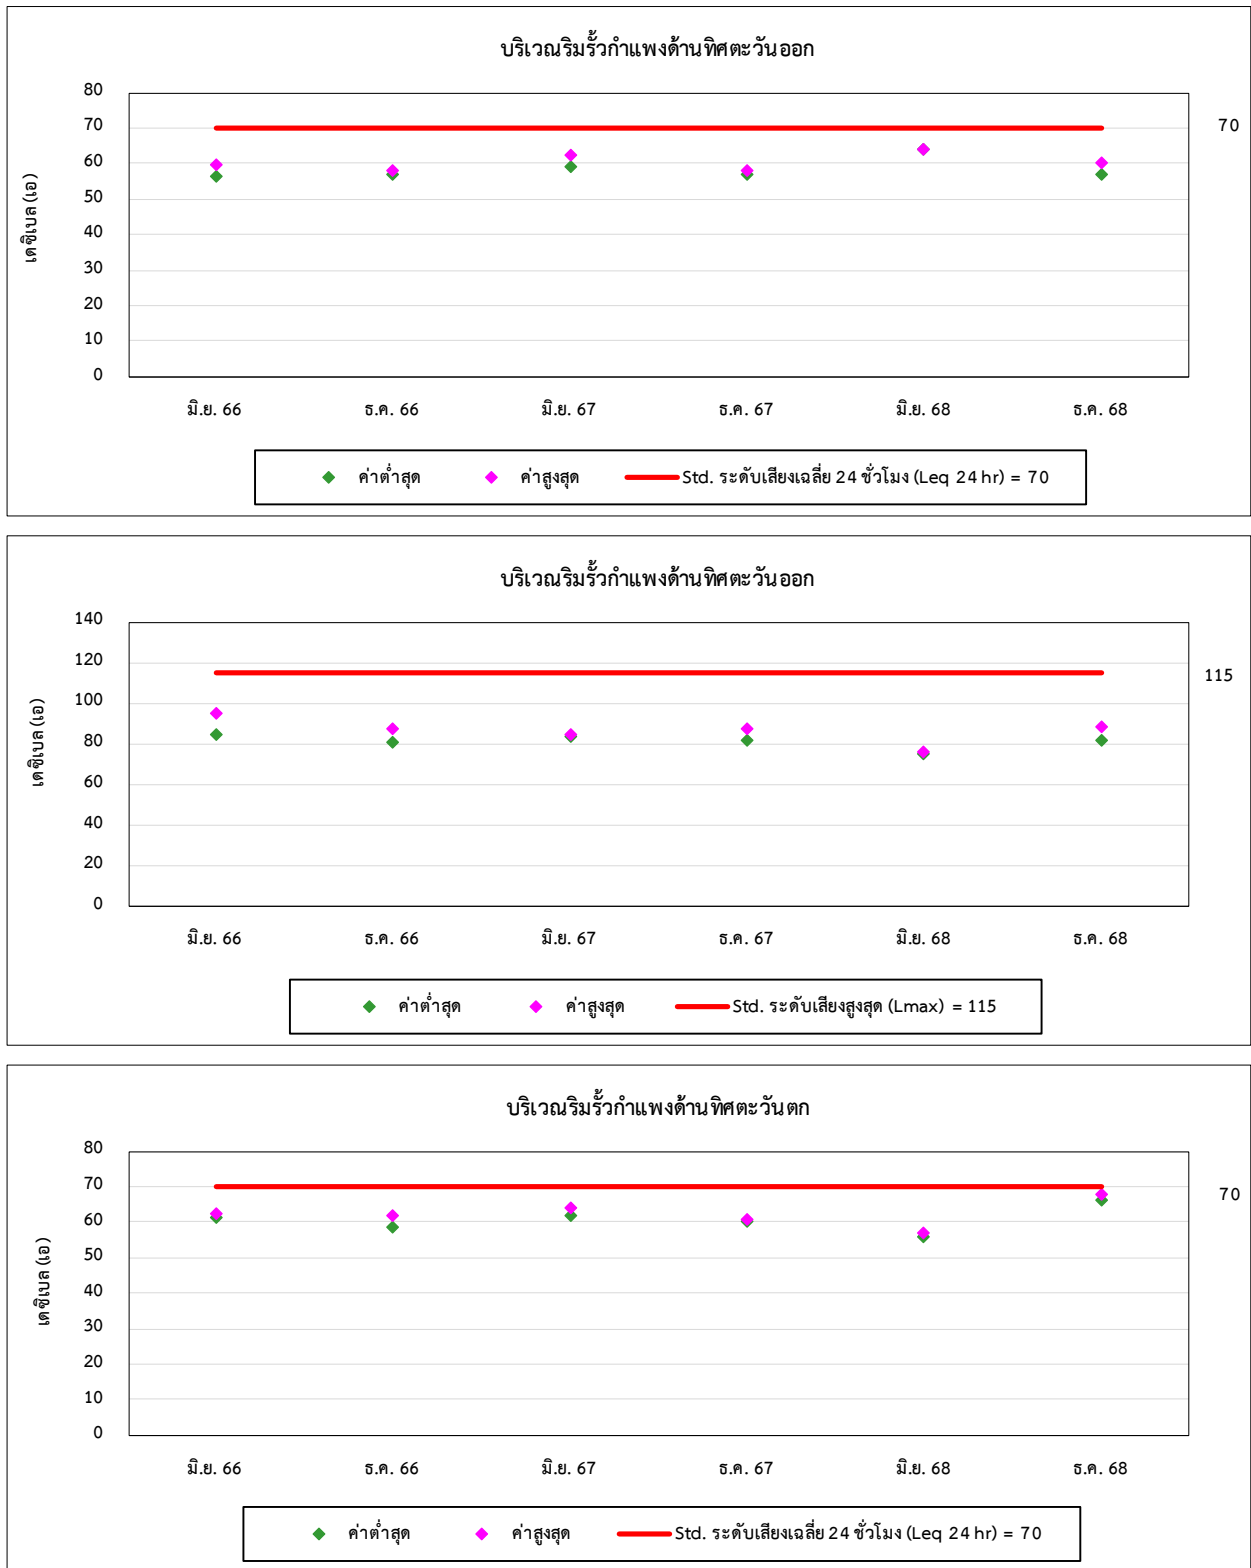 บริเวณริมรั้วกำแพงด้านทิศตะวันออก
80
70
60
50
40
30
20
10
0
เดซิเบล (เอ)
70
มิ.ย. 66 ธ.ค. 66 มิ.ย. 67 ธ.ค. 67 มิ.ย. 68 ธ.ค. 68
ค่าต่ำสุด ค่าสูงสุด Std. ระดับเสียงเฉลี่ย 24 ชั่วโมง (Leq 24 hr) = 70
บริเวณริมรั้วกำแพงด้านทิศตะวันออก
140
120
100
80
60
40
20
0
เดซิเบล (เอ)
115
มิ.ย. 66 ธ.ค. 66 มิ.ย. 67 ธ.ค. 67 มิ.ย. 68 ธ.ค. 68
ค่าต่ำสุด ค่าสูงสุด Std. ระดับเสียงสูงสุด (Lmax) = 115
บริเวณริมรั้วกำแพงด้านทิศตะวันตก
80
70
60
50
40
30
20
10
0
เดซิเบล (เอ)
70
มิ.ย. 66 ธ.ค. 66 มิ.ย. 67 ธ.ค. 67 มิ.ย. 68 ธ.ค. 68
ค่าต่ำสุด ค่าสูงสุด Std. ระดับเสียงเฉลี่ย 24 ชั่วโมง (Leq 24 hr) = 70